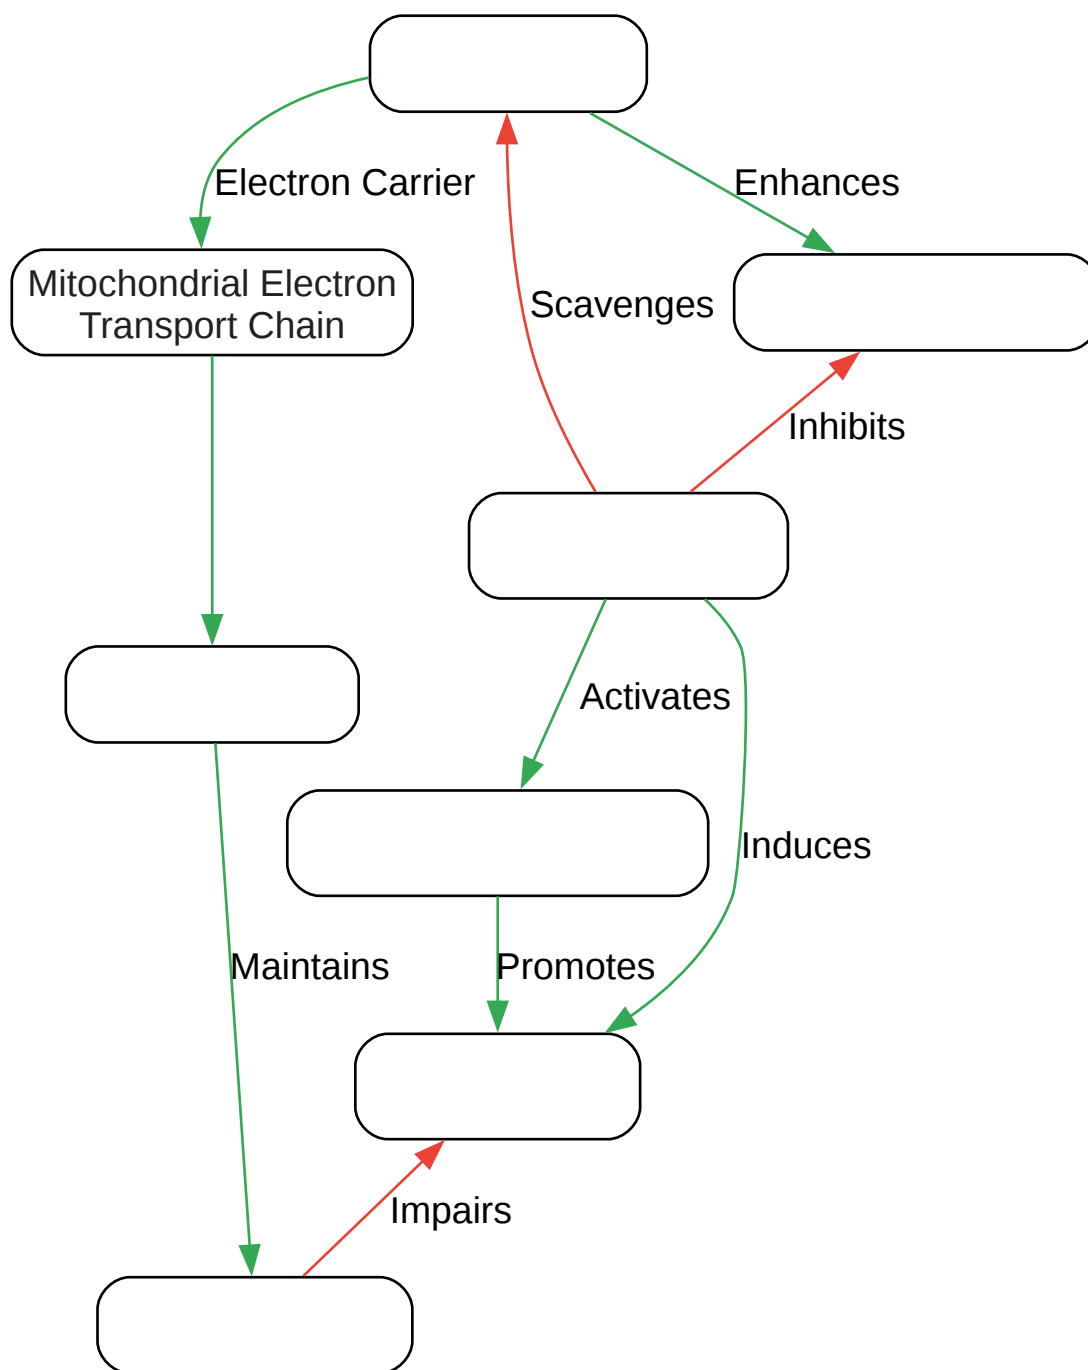 Electron Carrier
Enhances
Mitochondrial Electron
Transport Chain
Scavenges
Inhibits
Activates
Induces
Maintains
Promotes
Impairs